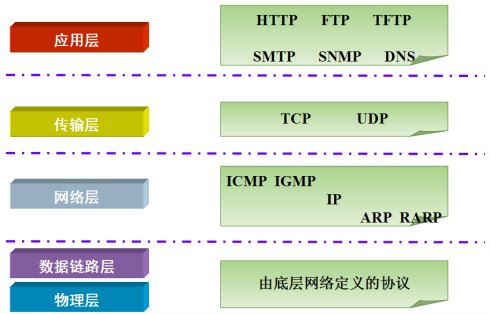 应用层
HTTP FTP TFTP
SMTP SNMP DNS
传输层
TCP UDP
网络层
ICMP IGMP
IP
ARP RARP
数据链路层
物理层
由底层网络定义的协议